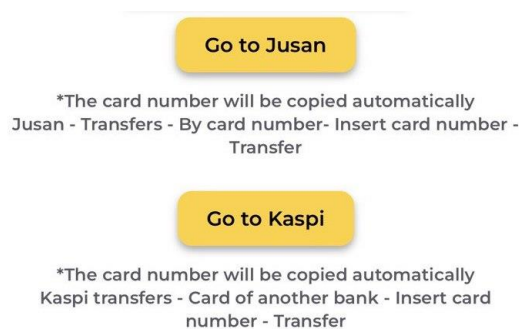 Go to Jusan
*The card number will be copied automatically
Jusan - Transfers - By card number- Insert card number -
Transfer
Go to Kaspi
*The card number will be copied automatically
Kaspi transfers - Card of another bank - Insert card
number - Transfer